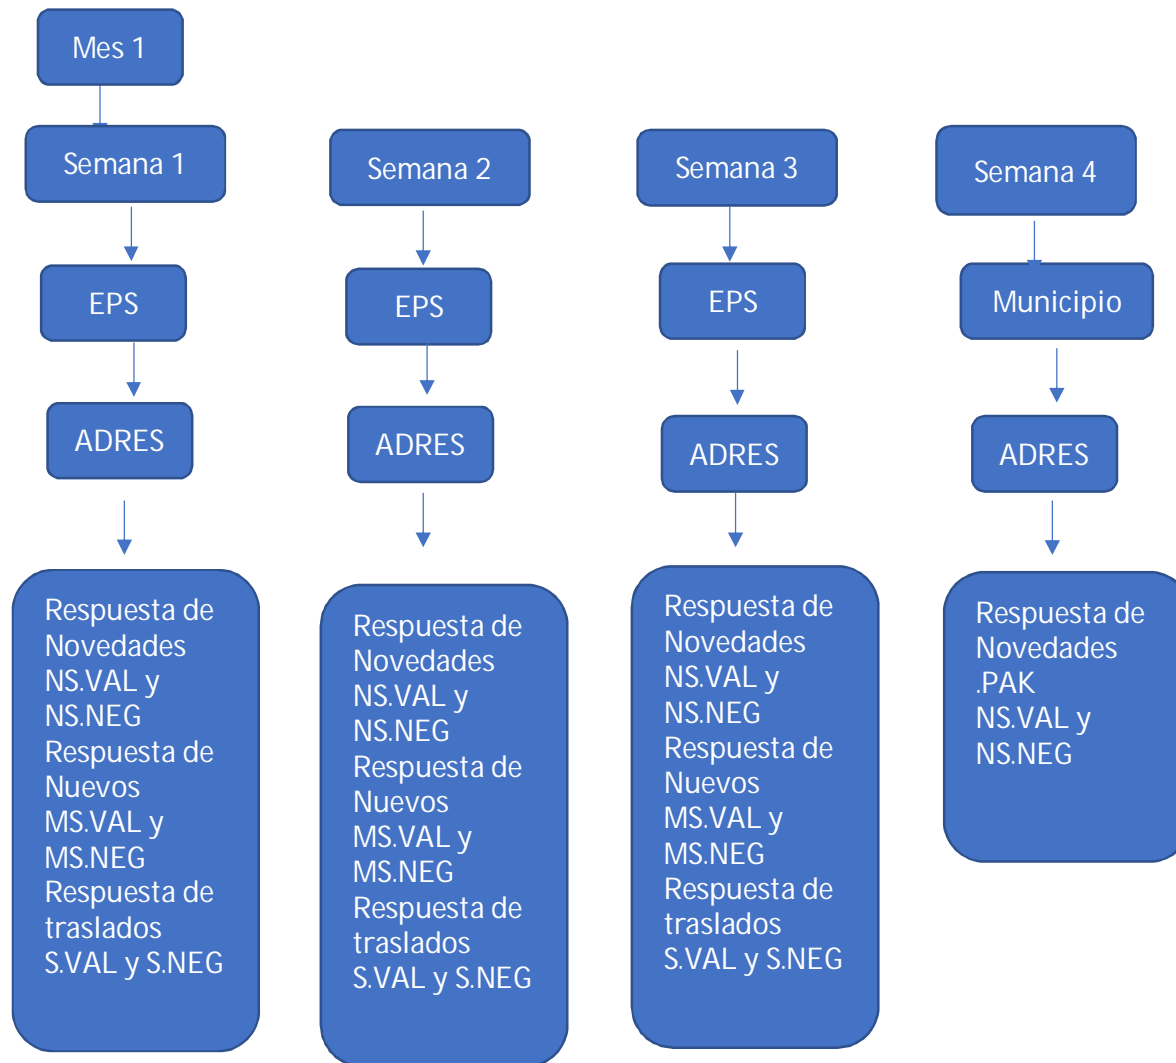 Mes 1
Semana 1
EPS
ADRES
Respuesta de
Novedades
NS.VAL y
NS.NEG
Respuesta de
Nuevos
MS.VAL y
MS.NEG
Respuesta de
traslados
S.VAL y S.NEG
Semana 2
EPS
ADRES
Respuesta de
Novedades
NS.VAL y
NS.NEG
Respuesta de
Nuevos
MS.VAL y
MS.NEG
Respuesta de
traslados
S.VAL y S.NEG
Semana 3
EPS
ADRES
Respuesta de
Novedades
NS.VAL y
NS.NEG
Respuesta de
Nuevos
MS.VAL y
MS.NEG
Respuesta de
traslados
S.VAL y S.NEG
Semana 4
Municipio
ADRES
Respuesta de
Novedades
.PAK
NS.VAL y
NS.NEG